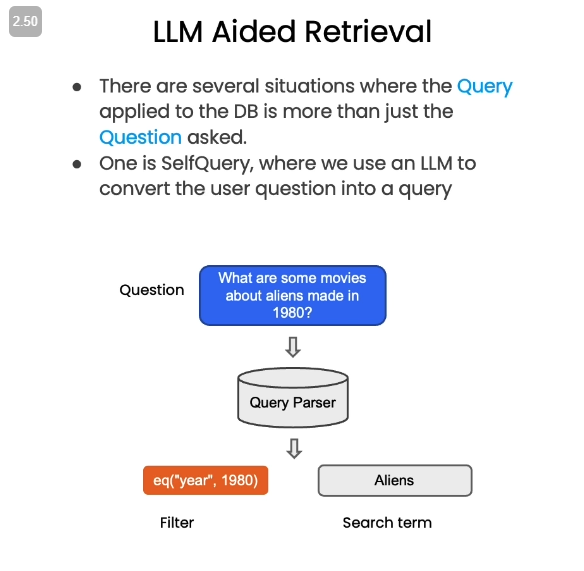 2.50
LLM Aided Retrieval
● There are several situations where the Query
applied to the DB is more than just the
Question asked.
● One is SelfQuery, where we use an LLM to
convert the user question into a query
Question
What are some movies
about aliens made in
1980?
Query Parser
eq("year", 1980)
Aliens
Filter
Search term